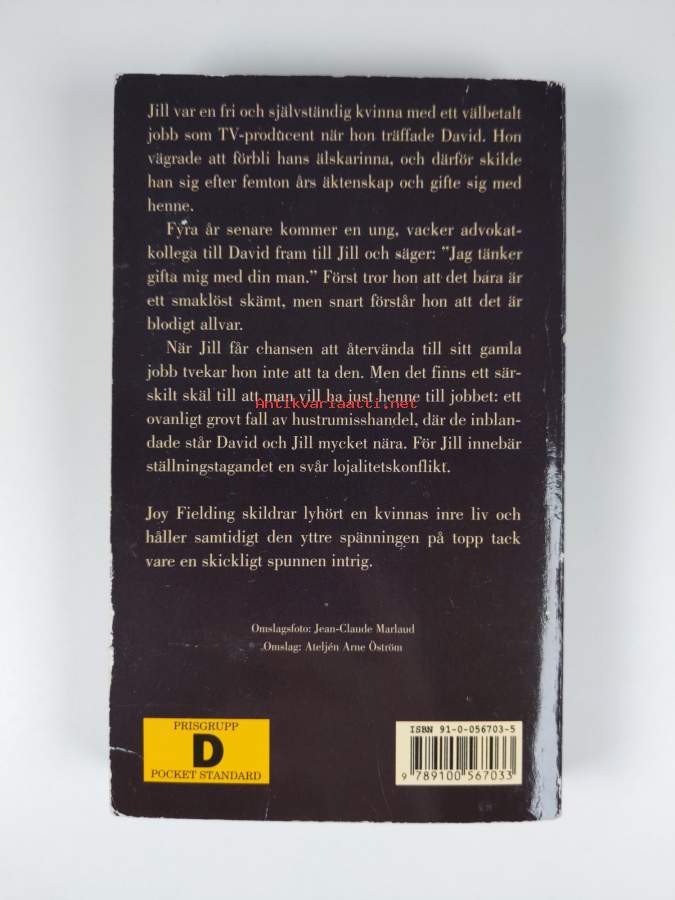 Jill var en fri och självständig kvinna med ett välbetalt
jobb som TV-producent när hon träffade David. Hon
vägrade att förbli hans älskarinna, och därför skilde
han sig efter femton års äktenskap och gifte sig med
henne.
Fyra år senare kommer en ung, vacker advokat-
kollega till David fram till Jill och säger: ”Jag tänker
gifta mig med din man.” Först tror hon att det bara är
ett smaklöst skämt, men snart förstår hon att det är
blodigt allvar.
När Jill får chansen att återvända till sitt gamla
jobb tvekar hon inte att ta den. Men det finns ett sär-
skilt skäl till att man vill ha just henne till jobbet: ett
Antikvariaatti.net
ovanligt grovt fall av hustrumisshandel, där de inblan-
dade står David och Jill mycket nära. För Jill innebär
ställningstagandet en svår lojalitetskonflikt.
Joy Fielding skildrar lyhört en kvinnas inre liv och
håller samtidigt den yttre spänningen på topp tack
vare en skickligt spunnen intrig.
Omslagsfoto: Jean-Claude Marlaud
Omslag: Ateljén Arne Öström
PRISGRUPP
D
POCKET STANDARD
ISBN 91-0-056703-5
9 789100 567033